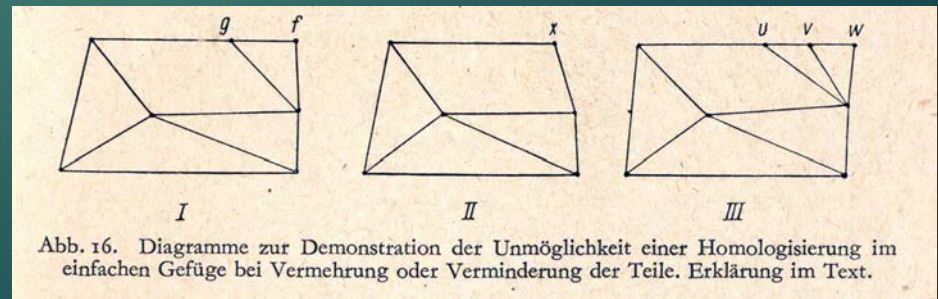 g f x u v w
I II III
Abb. 16. Diagramme zur Demonstration der Unmöglichkeit einer Homologisierung im
einfachen Gefüge bei Vermehrung oder Verminderung der Teile. Erklärung im Text.